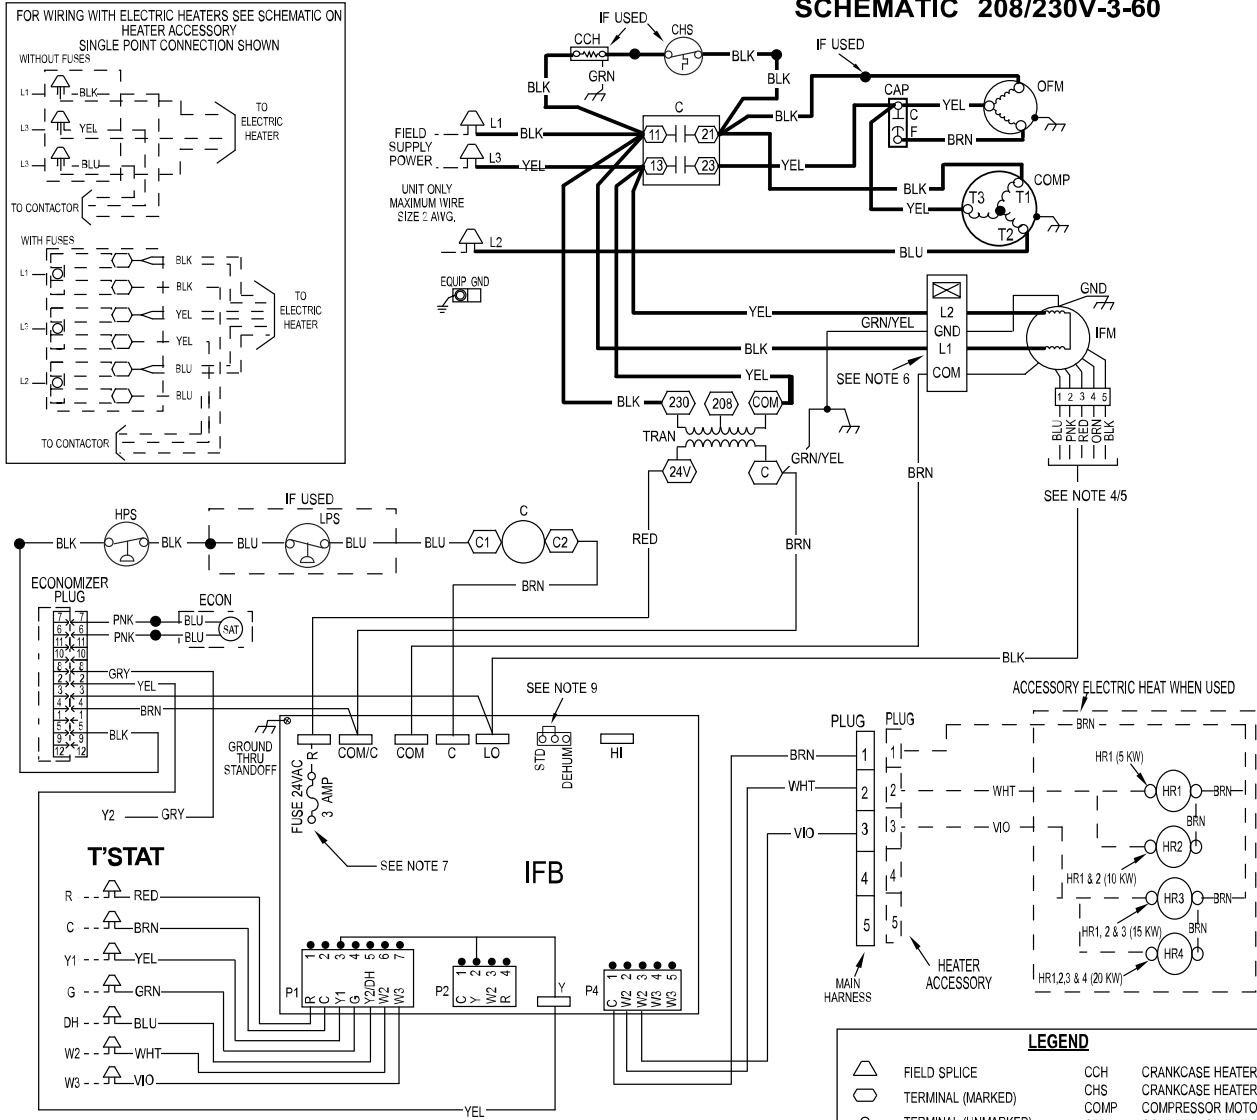 SCHEMATIC 208/230V-3-60
FOR WIRING WITH ELECTRIC HEATERS SEE SCHEMATIC ON
HEATER ACCESSORY
SINGLE POINT CONNECTION SHOWN
WITHOUT FUSES
L1
BLK
L3
YEL
L3
BLU
TO
ELECTRIC
HEATER
TO CONTACTOR
WITH FUSES
L1
BLK
BLK
L3
YEL
YEL
L2
BLU
BLU
TO
ELECTRIC
HEATER
TO CONTACTOR
IF USED
CCH
CHS
BLK
GRN
BLK
BLK
IF USED
BLK
CAP
C
F
YEL
BRN
OFM
FIELD
SUPPLY
POWER
L1
BLK
L3
YEL
C
11
21
13
23
YEL
UNIT ONLY
MAXIMUM WIRE
SIZE 2 AWG.
BLK
YEL
COMP
T3
T1
T2
L2
BLU
EQUIP GND
YEL
GRN/YEL
BLK
YEL
SEE NOTE 6
L2
GND
L1
COM
GND
IFM
1 2 3 4 5
BLU
PNK
RED
ORN
BLK
SEE NOTE 4/5
BLK
230
208
COM
TRAN
24V
C
GRN/YEL
BRN
RED
BRN
HPS
BLK
BLK
IF USED
LPS
BLU
BLU
BLU
C1
C
C2
BRN
ECONOMIZER
PLUG
7 7
6 6
11 11
10 10
8 8
2 2
3 3
4 4
1 1
5 5
9 9
12 12
PNK
PNK
ECON
BLU
BLU
SAT
GRY
YEL
BRN
BLK
BLK
Y2
GRY
GROUND
THRU
STANDOFF
R
COM/C
COM
C
LO
SEE NOTE 9
STD
DEHUM
HI
FUSE 24VAC
3 AMP
SEE NOTE 7
IFB
T'STAT
R
RED
C
BRN
Y1
YEL
G
GRN
DH
BLU
W2
WHT
W3
VIO
P1
1 2 3 4 5 6 7
R
C
Y1
G
Y2/DH
W2
W3
P2
1 2 3 4
C
Y
W2
R
Y
P4
1 2 3 4 5
C
W2
W2
W3
W3
YEL
PLUG
PLUG
BRN
1
1
WHT
2
2
VIO
3
3
4
4
5
5
MAIN
HARNESS
HEATER
ACCESSORY
ACCESSORY ELECTRIC HEAT WHEN USED
BRN
HR1 (5 KW)
WHT
HR1
BRN
BRN
VIO
HR2
HR1 & 2 (10 KW)
HR3
BRN
HR1, 2 & 3 (15 KW)
BRN
HR4
HR1,2,3 & 4 (20 KW)
LEGEND
FIELD SPLICE
CCH
CRANKCASE HEATER
TERMINAL (MARKED)
CHS
CRANKCASE HEATER
COMP
COMPRESSOR MOTO
TERMINAL (UNMARKED)